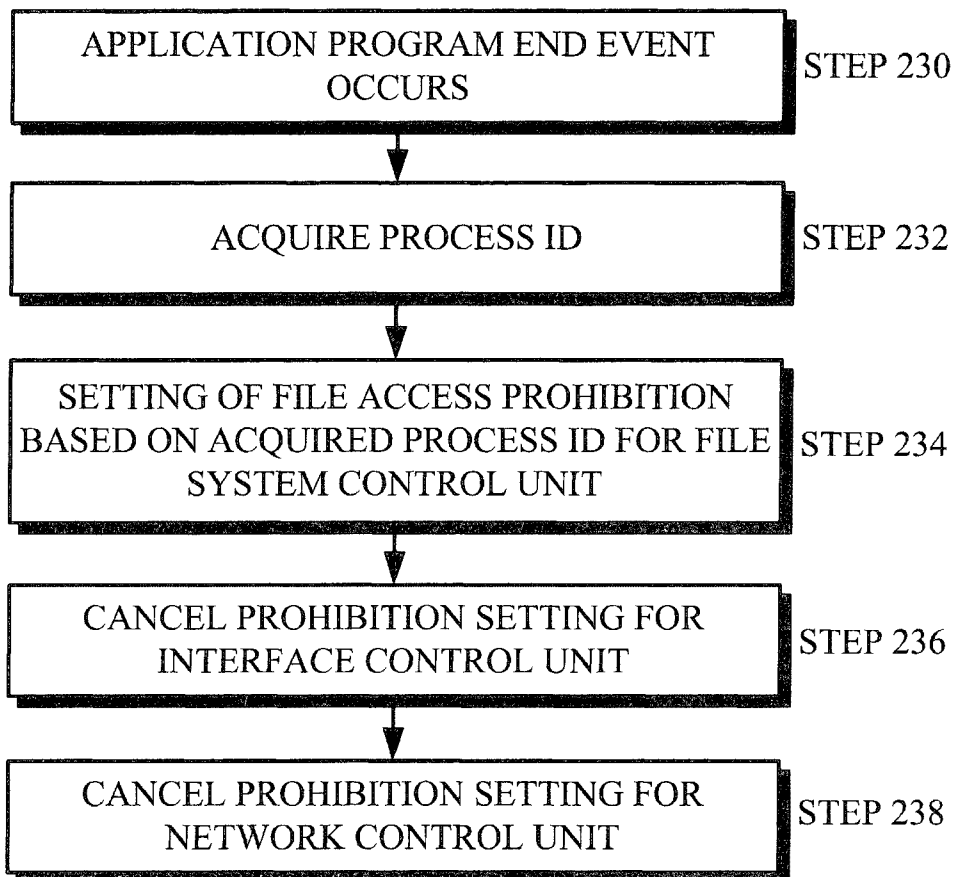 APPLICATION PROGRAM END EVENT
OCCURS
STEP 230
ACQUIRE PROCESS ID
STEP 232
SETTING OF FILE ACCESS PROHIBITION
BASED ON ACQUIRED PROCESS ID FOR FILE
SYSTEM CONTROL UNIT
STEP 234
CANCEL PROHIBITION SETTING FOR
INTERFACE CONTROL UNIT
STEP 236
CANCEL PROHIBITION SETTING FOR
NETWORK CONTROL UNIT
STEP 238